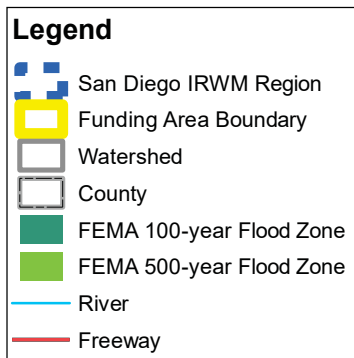 Legend
San Diego IRWM Region
Funding Area Boundary
Watershed
County
FEMA 100-year Flood Zone
FEMA 500-year Flood Zone
River
Freeway